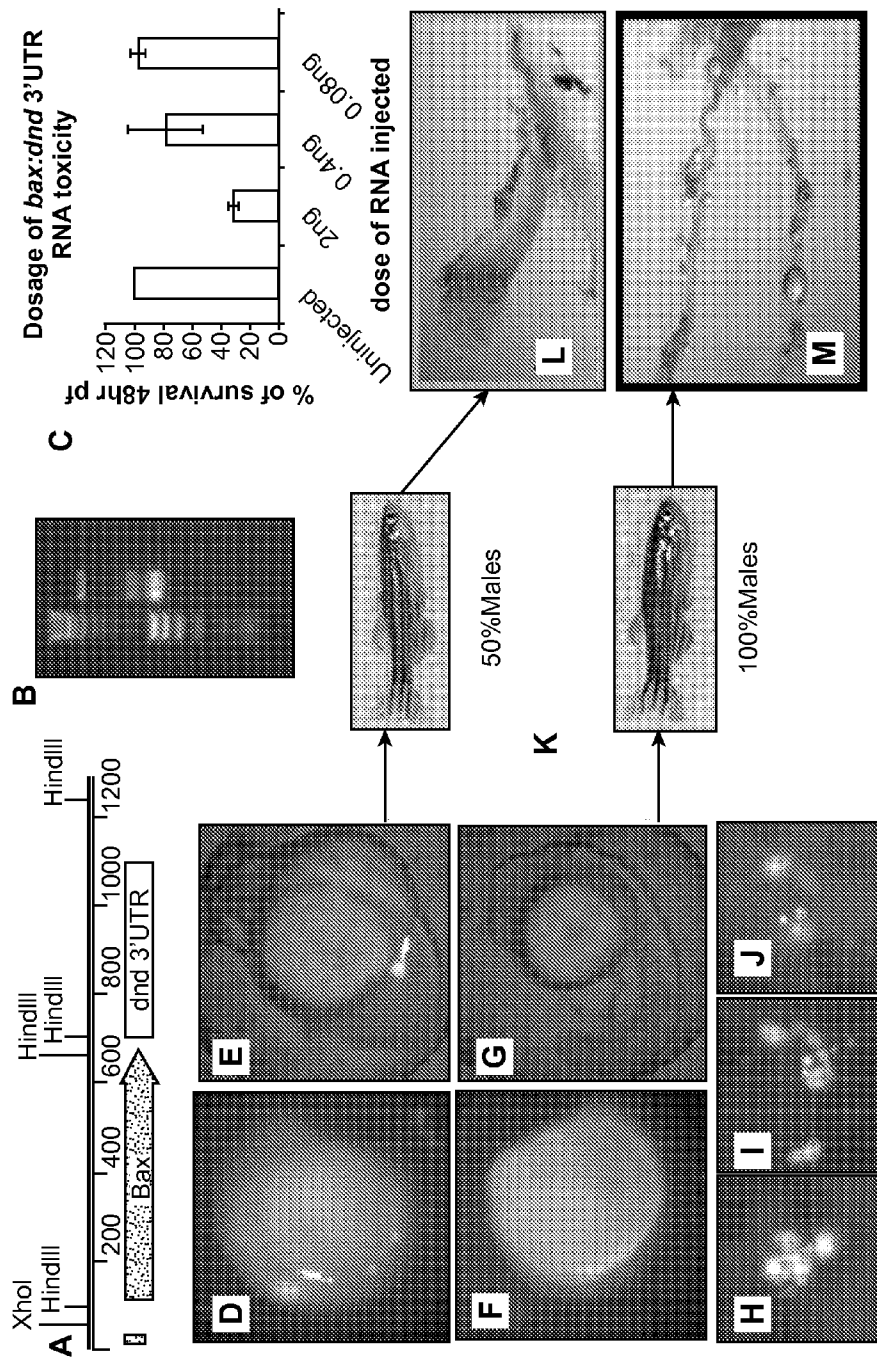 A
XhoI
HindIII
HindIII
HindIII
HindIII
200
400
600
800
1000
1200
Bax
dnd 3'UTR
B
C
Dosage of bax:dnd 3'UTR
RNA toxicity
% of survival 48hr pf
120
100
80
60
40
20
0
Uninjected
2ng
0.4ng
0.08ng
dose of RNA injected
D
E
F
G
H
I
J
K
50%Males
100%Males
L
M